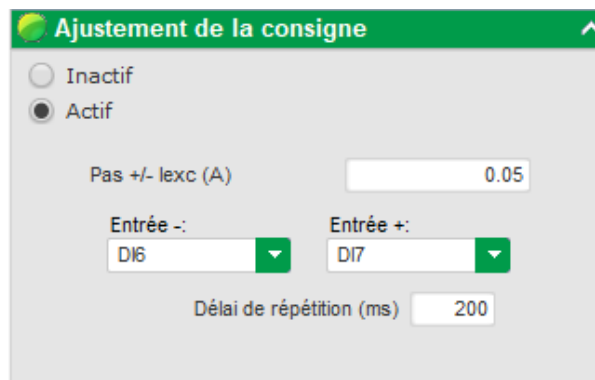 Ajustement de la consigne
Inactif
Actif
Pas +/- Iexc (A) 0.05
Entrée -: Entrée +:
DI6 DI7
Délai de répétition (ms) 200